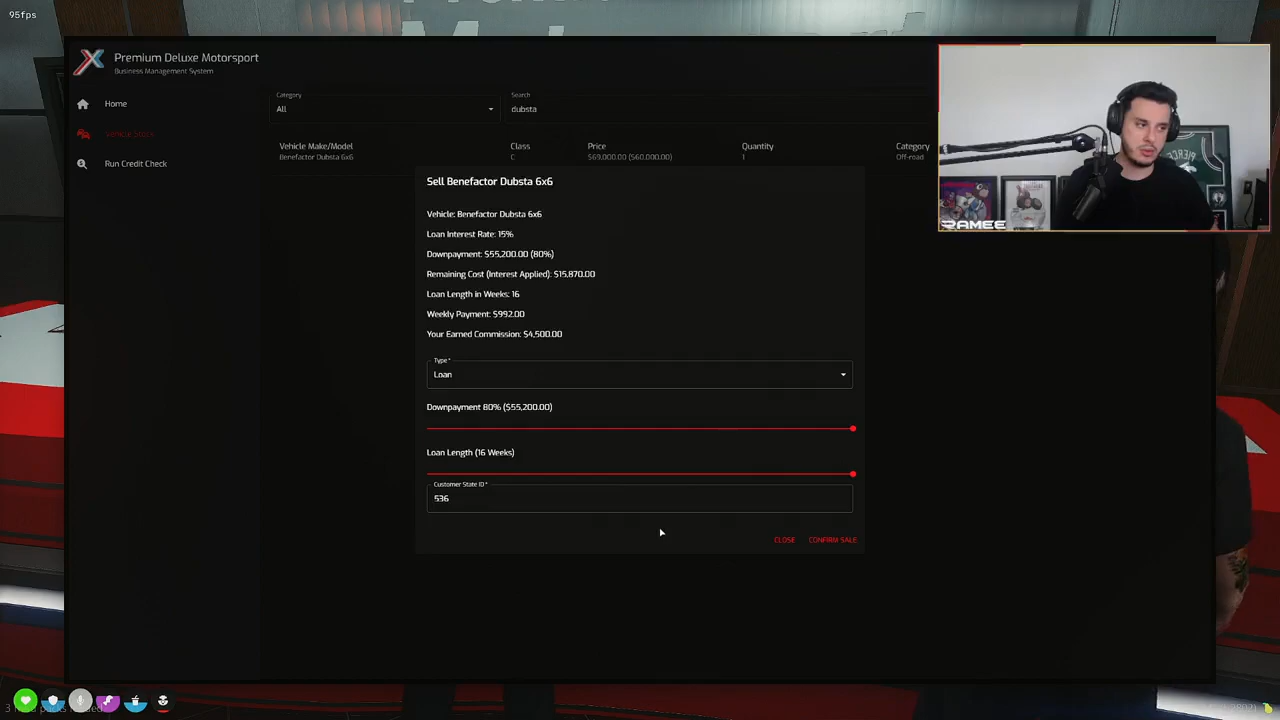 95fps
Premium Deluxe Motorsport
Business Management System
Home
Vehicle Stock
Run Credit Check
Category
All
Search
dubsta
Vehicle Make/Model
Benefactor Dubsta 6x6
Class
C
Price
$69,000.00 ($60,000.00)
Quantity
1
Category
Off-road
Sell Benefactor Dubsta 6x6
Vehicle: Benefactor Dubsta 6x6
Loan Interest Rate: 15%
Downpayment: $55,200.00 (80%)
Remaining Cost (Interest Applied): $15,870.00
Loan Length in Weeks: 16
Weekly Payment: $992.00
Your Earned Commission: $4,500.00
Type*
Loan
Downpayment 80% ($55,200.00)
Loan Length (16 Weeks)
Customer State ID*
536
CLOSE
CONFIRM SALE
RAMEE
PIERCE